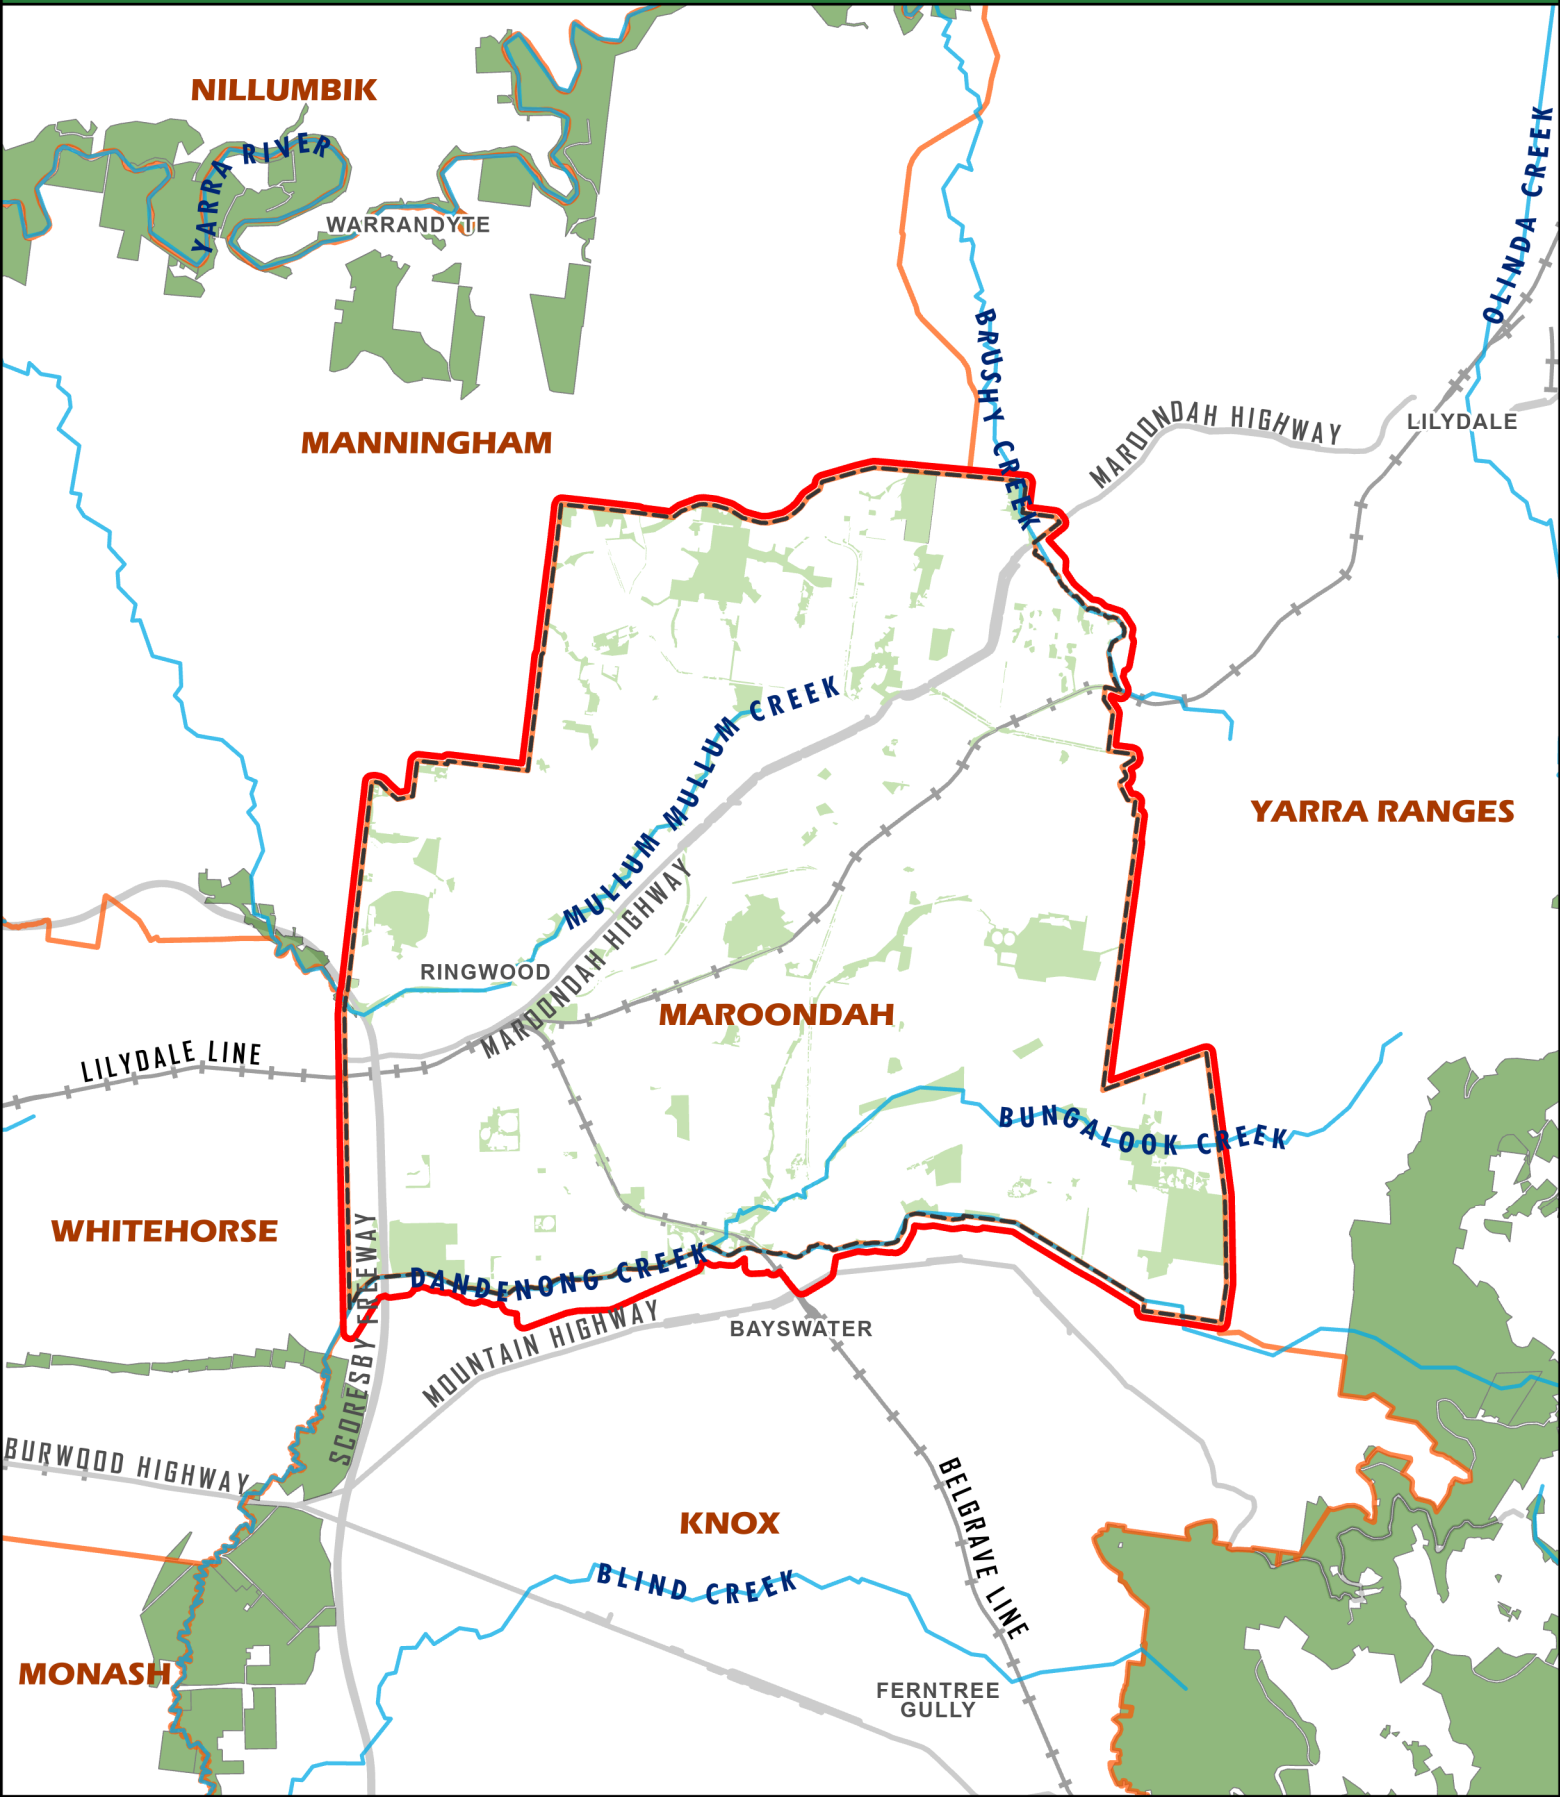 NILLUMBIK
YARRA RIVER
WARRANDYTE
OLINDA CREEK
BRUSHY CREEK
MAROONDAH HIGHWAY
LILYDALE
MANNINGHAM
MULLUM MULLUM CREEK
YARRA RANGES
MAROONDAH HIGHWAY
RINGWOOD
MAROONDAH
LILYDALE LINE
BUNGALOOK CREEK
WHITEHORSE
SCORESBY FREEWAY
DANDENONG CREEK
MOUNTAIN HIGHWAY
BAYSWATER
BURWOOD HIGHWAY
BELGRAVE LINE
KNOX
BLIND CREEK
MONASH
FERNTREE
GULLY